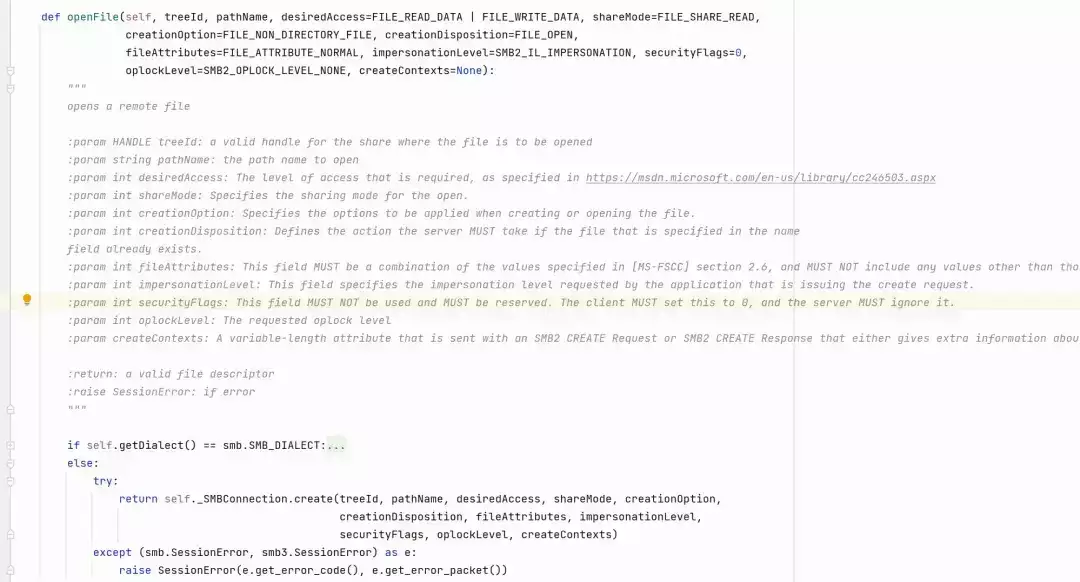 def openFile(self, treeId, pathName, desiredAccess=FILE_READ_DATA | FILE_WRITE_DATA, shareMode=FILE_SHARE_READ,
creationOption=FILE_NON_DIRECTORY_FILE, creationDisposition=FILE_OPEN,
fileAttributes=FILE_ATTRIBUTE_NORMAL, impersonationLevel=SMB2_IL_IMPERSONATION, securityFlags=0,
oplockLevel=SMB2_OPLOCK_LEVEL_NONE, createContexts=None):
"""
opens a remote file
:param HANDLE treeId: a valid handle for the share where the file is to be opened
:param string pathName: the path name to open
:param int desiredAccess: The level of access that is required, as specified in https://msdn.microsoft.com/en-us/library/cc246503.aspx
:param int shareMode: Specifies the sharing mode for the open.
:param int creationOption: Specifies the options to be applied when creating or opening the file.
:param int creationDisposition: Defines the action the server MUST take if the file that is specified in the name
field already exists.
:param int fileAttributes: This field MUST be a combination of the values specified in [MS-FSCC] section 2.6, and MUST NOT include any values other than tho
:param int impersonationLevel: This field specifies the impersonation level requested by the application that is issuing the create request.
:param int securityFlags: This field MUST NOT be used and MUST be reserved. The client MUST set this to 0, and the server MUST ignore it.
:param int oplockLevel: The requested oplock level
:param createContexts: A variable-length attribute that is sent with an SMB2 CREATE Request or SMB2 CREATE Response that either gives extra information abou
:return: a valid file descriptor
:raise SessionError: if error
"""
if self.getDialect() == smb.SMB_DIALECT:...
else:
try:
return self._SMBConnection.create(treeId, pathName, desiredAccess, shareMode, creationOption,
creationDisposition, fileAttributes, impersonationLevel,
securityFlags, oplockLevel, createContexts)
except (smb.SessionError, smb3.SessionError) as e:
raise SessionError(e.get_error_code(), e.get_error_packet())